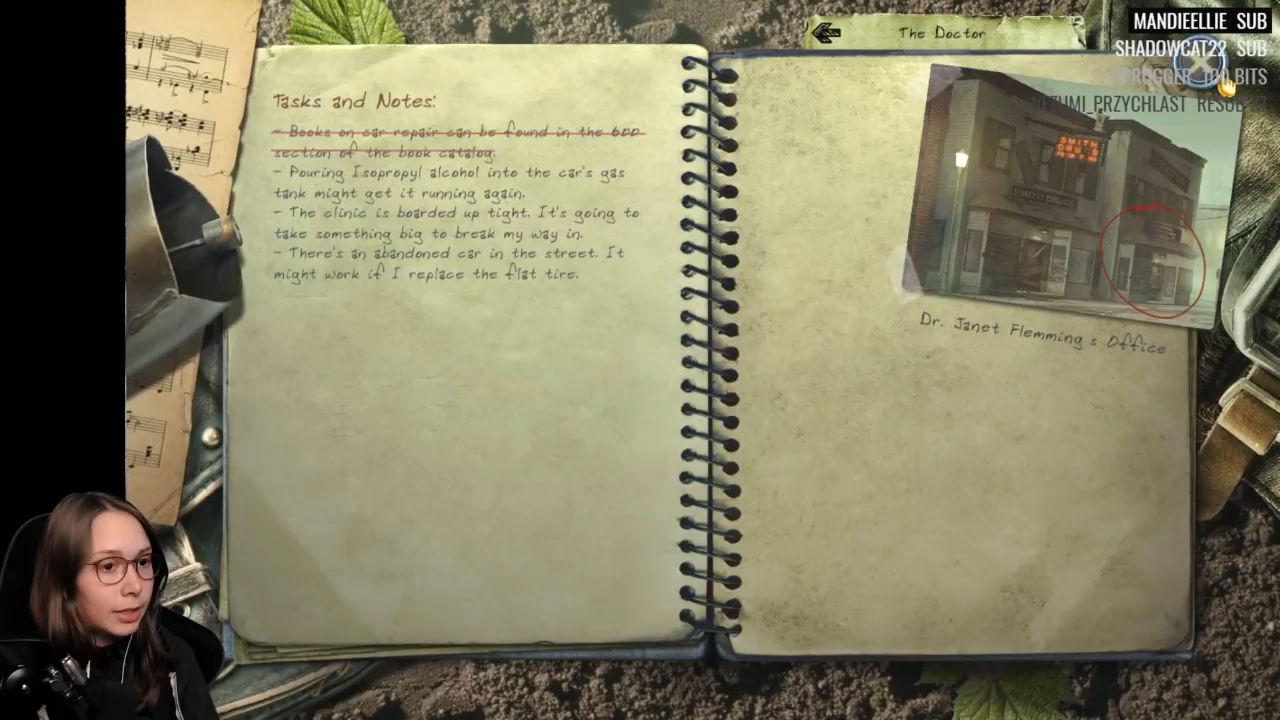 MANDIEELLIE SUB
SHADOWCAT22 SUB
100 BITS
The Doctor
Tasks and Notes:
- Books on car repair can be found in the 600
section of the book catalog.
- Pouring Isopropyl alcohol into the car's gas
tank might get it running again.
- The clinic is boarded up tight. It's going to
take something big to break my way in.
- There's an abandoned car in the street. It
might work if I replace the flat tire.
SMITH
DRUGS
Dr. Janet Flemming s Office